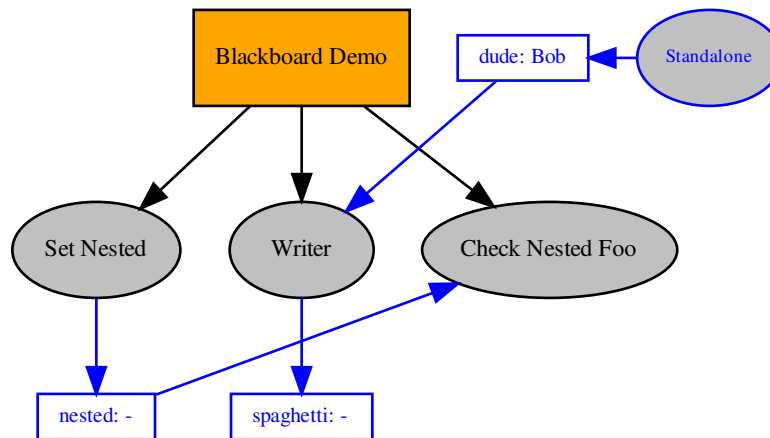 Blackboard Demo
dude: Bob
Standalone
Set Nested
Writer
Check Nested Foo
nested: -
spaghetti: -